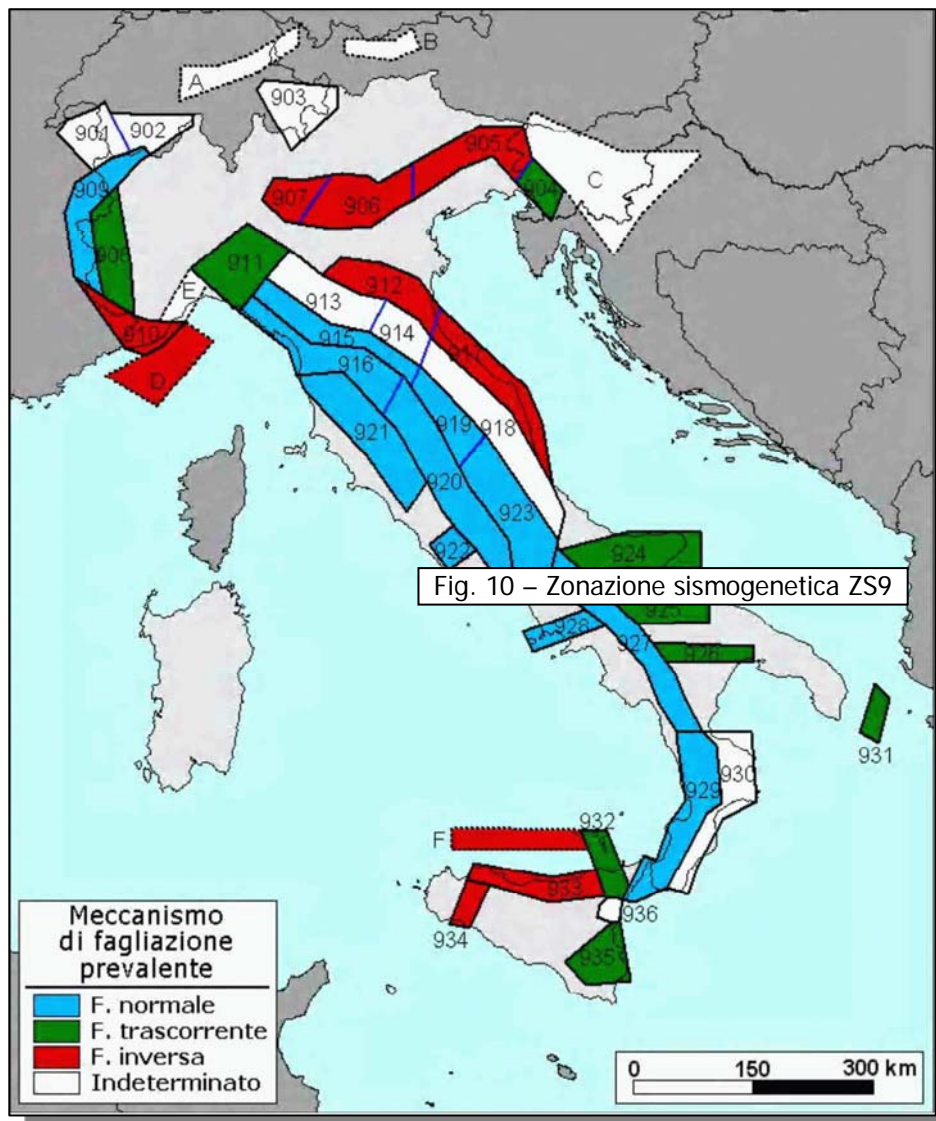 B
A
903
901
902
905
C
904
909
907
906
908
911
E
912
913
910
914
D
915
917
916
919
918
921
920
923
922
924
Fig. 10 – Zonazione sismogenetica ZS9
925
928
927
926
931
930
929
932
F
933
936
934
935
Meccanismo
di fagliazione
prevalente
F. normale
F. trascorrente
F. inversa
Indeterminato
0 150 300 km